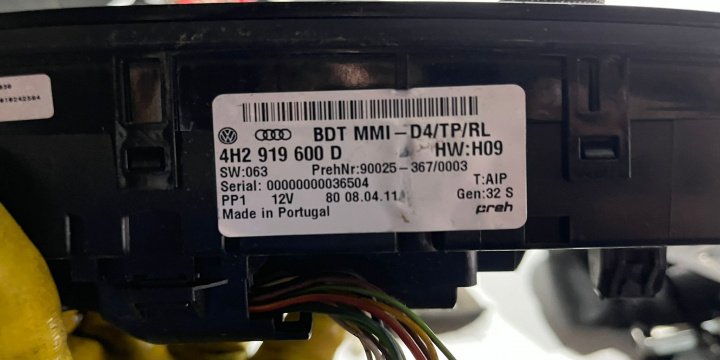 BDT MMI-D4/TP/RL
4H2 919 600 D HW:H09
SW:063 PrehNr:90025-367/0003
Serial: 00000000036504 T:AIP
PP1 12V 80 08.04.11 Gen:32 S
Made in Portugal preh